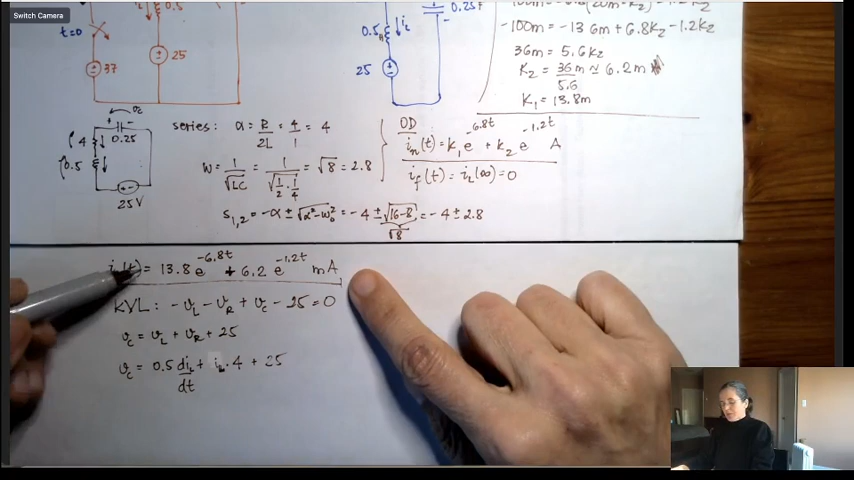 Switch Camera
0.5
iL
0.25F
t=0
37
25
0.5
25
-100m = -13 6m + 6.8K2 - 1.2K2
36m = 5.6K2
K2 = 36m ≈ 6.2m
5.6
K1 = 13.8m
+ -
4
0.25
0.5
25V
series: α = R/2L = 4/1 = 4
ω = 1/√LC = 1/√(1/2 · 1/4) = √8 = 2.8
S1,2 = -α ± √α²-ω0² = -4 ± √16-8 = -4 ± 2.8
√8
OD
in(t) = K1 e^-6.8t + K2 e^-1.2t A
if(t) = iL(∞) = 0
(t) = 13.8 e^-6.8t + 6.2 e^-1.2t mA
KVL: -vL - vR + vC - 25 = 0
vC = vL + vR + 25
vC = 0.5 diL/dt + iL · 4 + 25